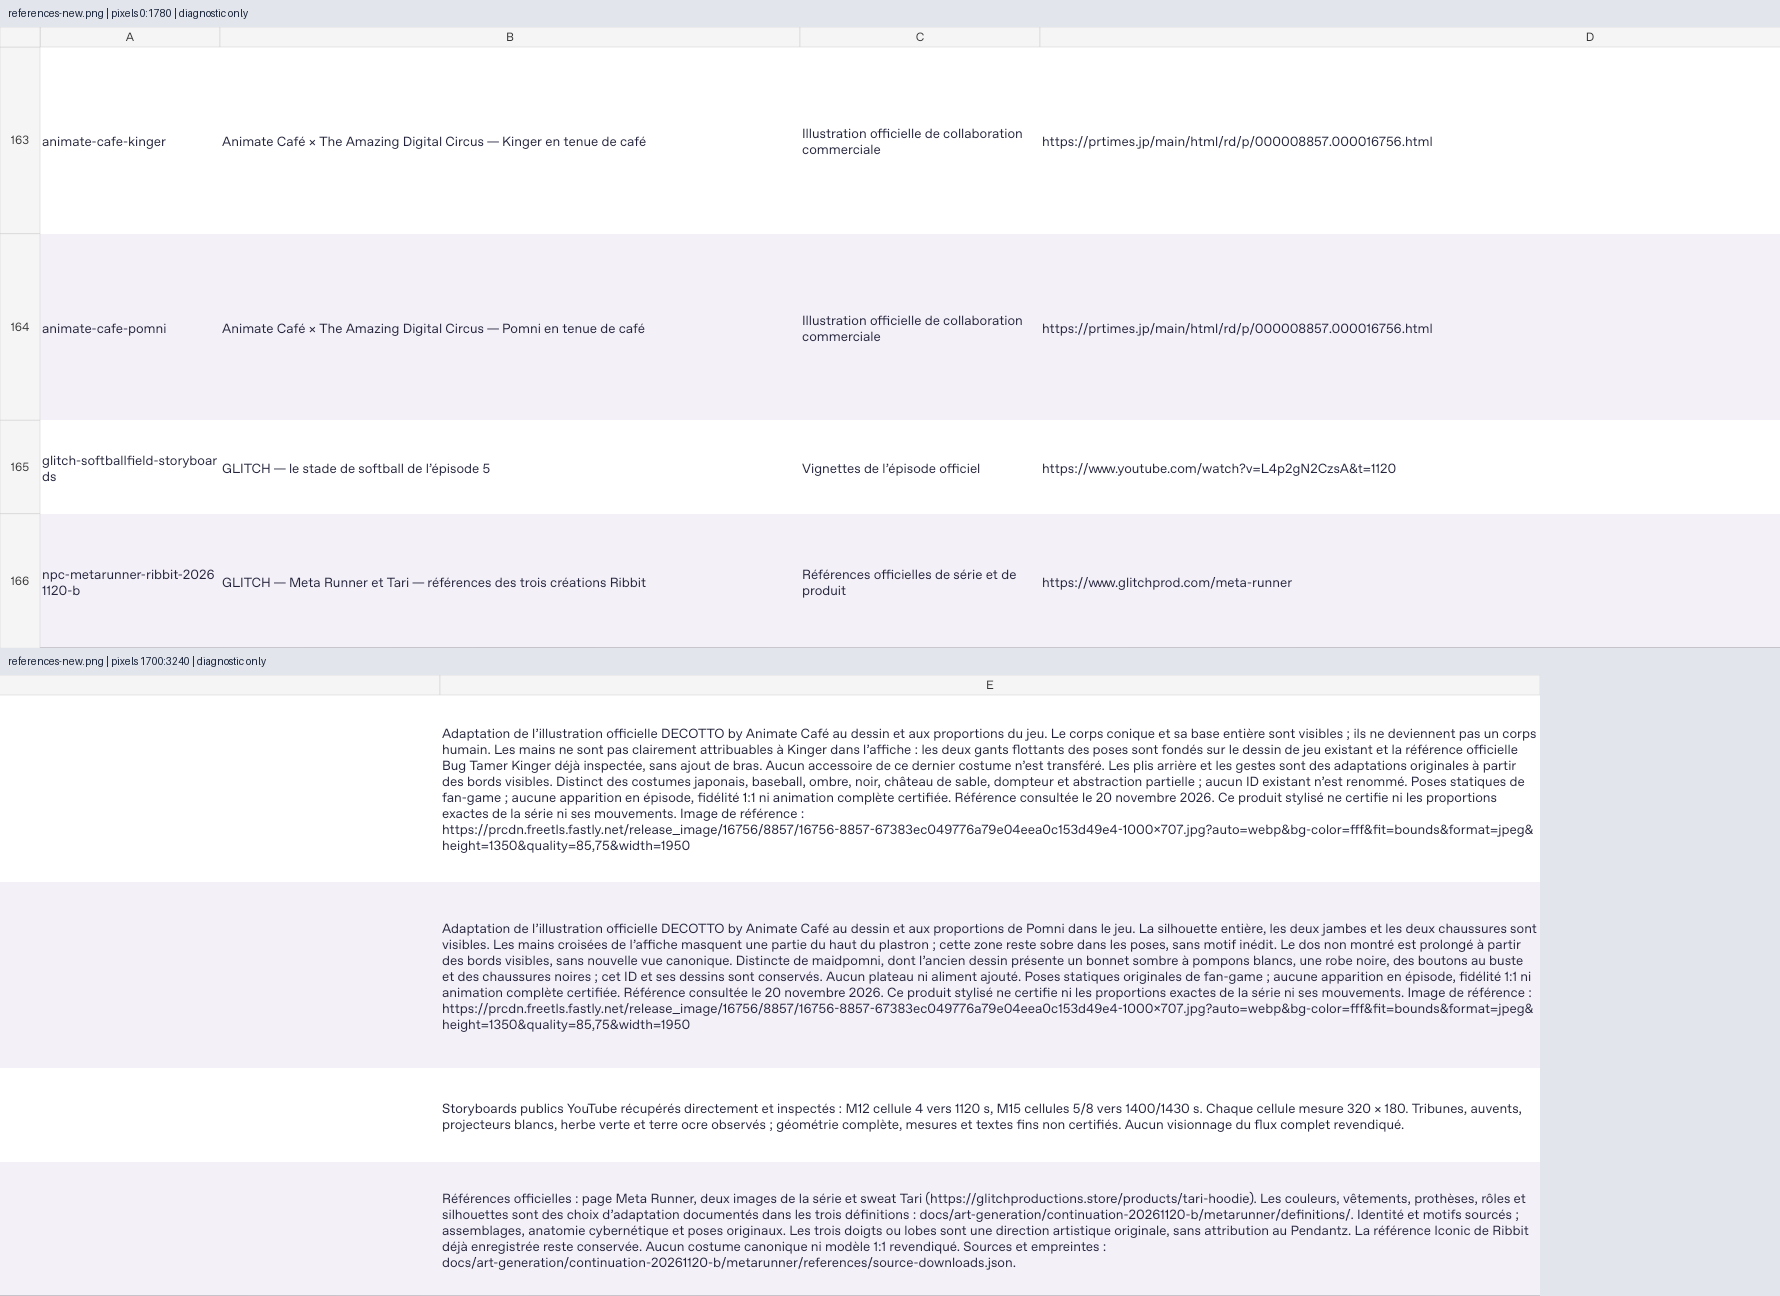 references-new.png | pixels 0:1780 | diagnostic only
A B C D
163 animate-cafe-kinger Animate Café × The Amazing Digital Circus — Kinger en tenue de café Illustration officielle de collaboration
commerciale https://prtimes.jp/main/html/rd/p/000008857.000016756.html
164 animate-cafe-pomni Animate Café × The Amazing Digital Circus — Pomni en tenue de café Illustration officielle de collaboration
commerciale https://prtimes.jp/main/html/rd/p/000008857.000016756.html
165 glitch-softballfield-storyboar
ds GLITCH — le stade de softball de l’épisode 5 Vignettes de l’épisode officiel https://www.youtube.com/watch?v=L4p2gN2CzsA&t=1120
166 npc-metarunner-ribbit-2026
1120-b GLITCH — Meta Runner et Tari — références des trois créations Ribbit Références officielles de série et de
produit https://www.glitchprod.com/meta-runner
references-new.png | pixels 1700:3240 | diagnostic only
E
Adaptation de l’illustration officielle DECOTTO by Animate Café au dessin et aux proportions du jeu. Le corps conique et sa base entière sont visibles ; ils ne deviennent pas un corps
humain. Les mains ne sont pas clairement attribuables à Kinger dans l’affiche : les deux gants flottants des poses sont fondés sur le dessin de jeu existant et la référence officielle
Bug Tamer Kinger déjà inspectée, sans ajout de bras. Aucun accessoire de ce dernier costume n’est transféré. Les plis arrière et les gestes sont des adaptations originales à partir
des bords visibles. Distinct des costumes japonais, baseball, ombre, noir, château de sable, dompteur et abstraction partielle ; aucun ID existant n’est renommé. Poses statiques de
fan-game ; aucune apparition en épisode, fidélité 1:1 ni animation complète certifiée. Référence consultée le 20 novembre 2026. Ce produit stylisé ne certifie ni les proportions
exactes de la série ni ses mouvements. Image de référence :
https://prcdn.freetls.fastly.net/release_image/16756/8857/16756-8857-67383ec049776a79e04eea0c153d49e4-1000×707.jpg?auto=webp&bg-color=fff&fit=bounds&format=jpeg&
height=1350&quality=85,75&width=1950
Adaptation de l’illustration officielle DECOTTO by Animate Café au dessin et aux proportions de Pomni dans le jeu. La silhouette entière, les deux jambes et les deux chaussures sont
visibles. Les mains croisées de l’affiche masquent une partie du haut du plastron ; cette zone reste sobre dans les poses, sans motif inédit. Le dos non montré est prolongé à partir
des bords visibles, sans nouvelle vue canonique. Distincte de maidpomni, dont l’ancien dessin présente un bonnet sombre à pompons blancs, une robe noire, des boutons au buste
et des chaussures noires ; cet ID et ses dessins sont conservés. Aucun plateau ni aliment ajouté. Poses statiques originales de fan-game ; aucune apparition en épisode, fidélité 1:1 ni
animation complète certifiée. Référence consultée le 20 novembre 2026. Ce produit stylisé ne certifie ni les proportions exactes de la série ni ses mouvements. Image de référence :
https://prcdn.freetls.fastly.net/release_image/16756/8857/16756-8857-67383ec049776a79e04eea0c153d49e4-1000×707.jpg?auto=webp&bg-color=fff&fit=bounds&format=jpeg&
height=1350&quality=85,75&width=1950
Storyboards publics YouTube récupérés directement et inspectés : M12 cellule 4 vers 1120 s, M15 cellules 5/8 vers 1400/1430 s. Chaque cellule mesure 320 × 180. Tribunes, auvents,
projecteurs blancs, herbe verte et terre ocre observés ; géométrie complète, mesures et textes fins non certifiés. Aucun visionnage du flux complet revendiqué.
Références officielles : page Meta Runner, deux images de la série et sweat Tari (https://glitchproductions.store/products/tari-hoodie). Les couleurs, vêtements, prothèses, rôles et
silhouettes sont des choix d’adaptation documentés dans les trois définitions : docs/art-generation/continuation-20261120-b/metarunner/definitions/. Identité et motifs sourcés ;
assemblages, anatomie cybernétique et poses originaux. Les trois doigts ou lobes sont une direction artistique originale, sans attribution au Pendantz. La référence Iconic de Ribbit
déjà enregistrée reste conservée. Aucun costume canonique ni modèle 1:1 revendiqué. Sources et empreintes :
docs/art-generation/continuation-20261120-b/metarunner/references/source-downloads.json.